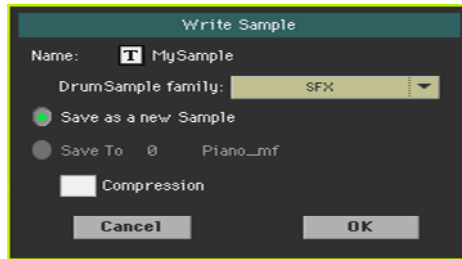 Write Sample
Name: T MySample
DrumSample family: SFX
Save as a new Sample
Save To 0 Piano_mf
Compression
Cancel OK